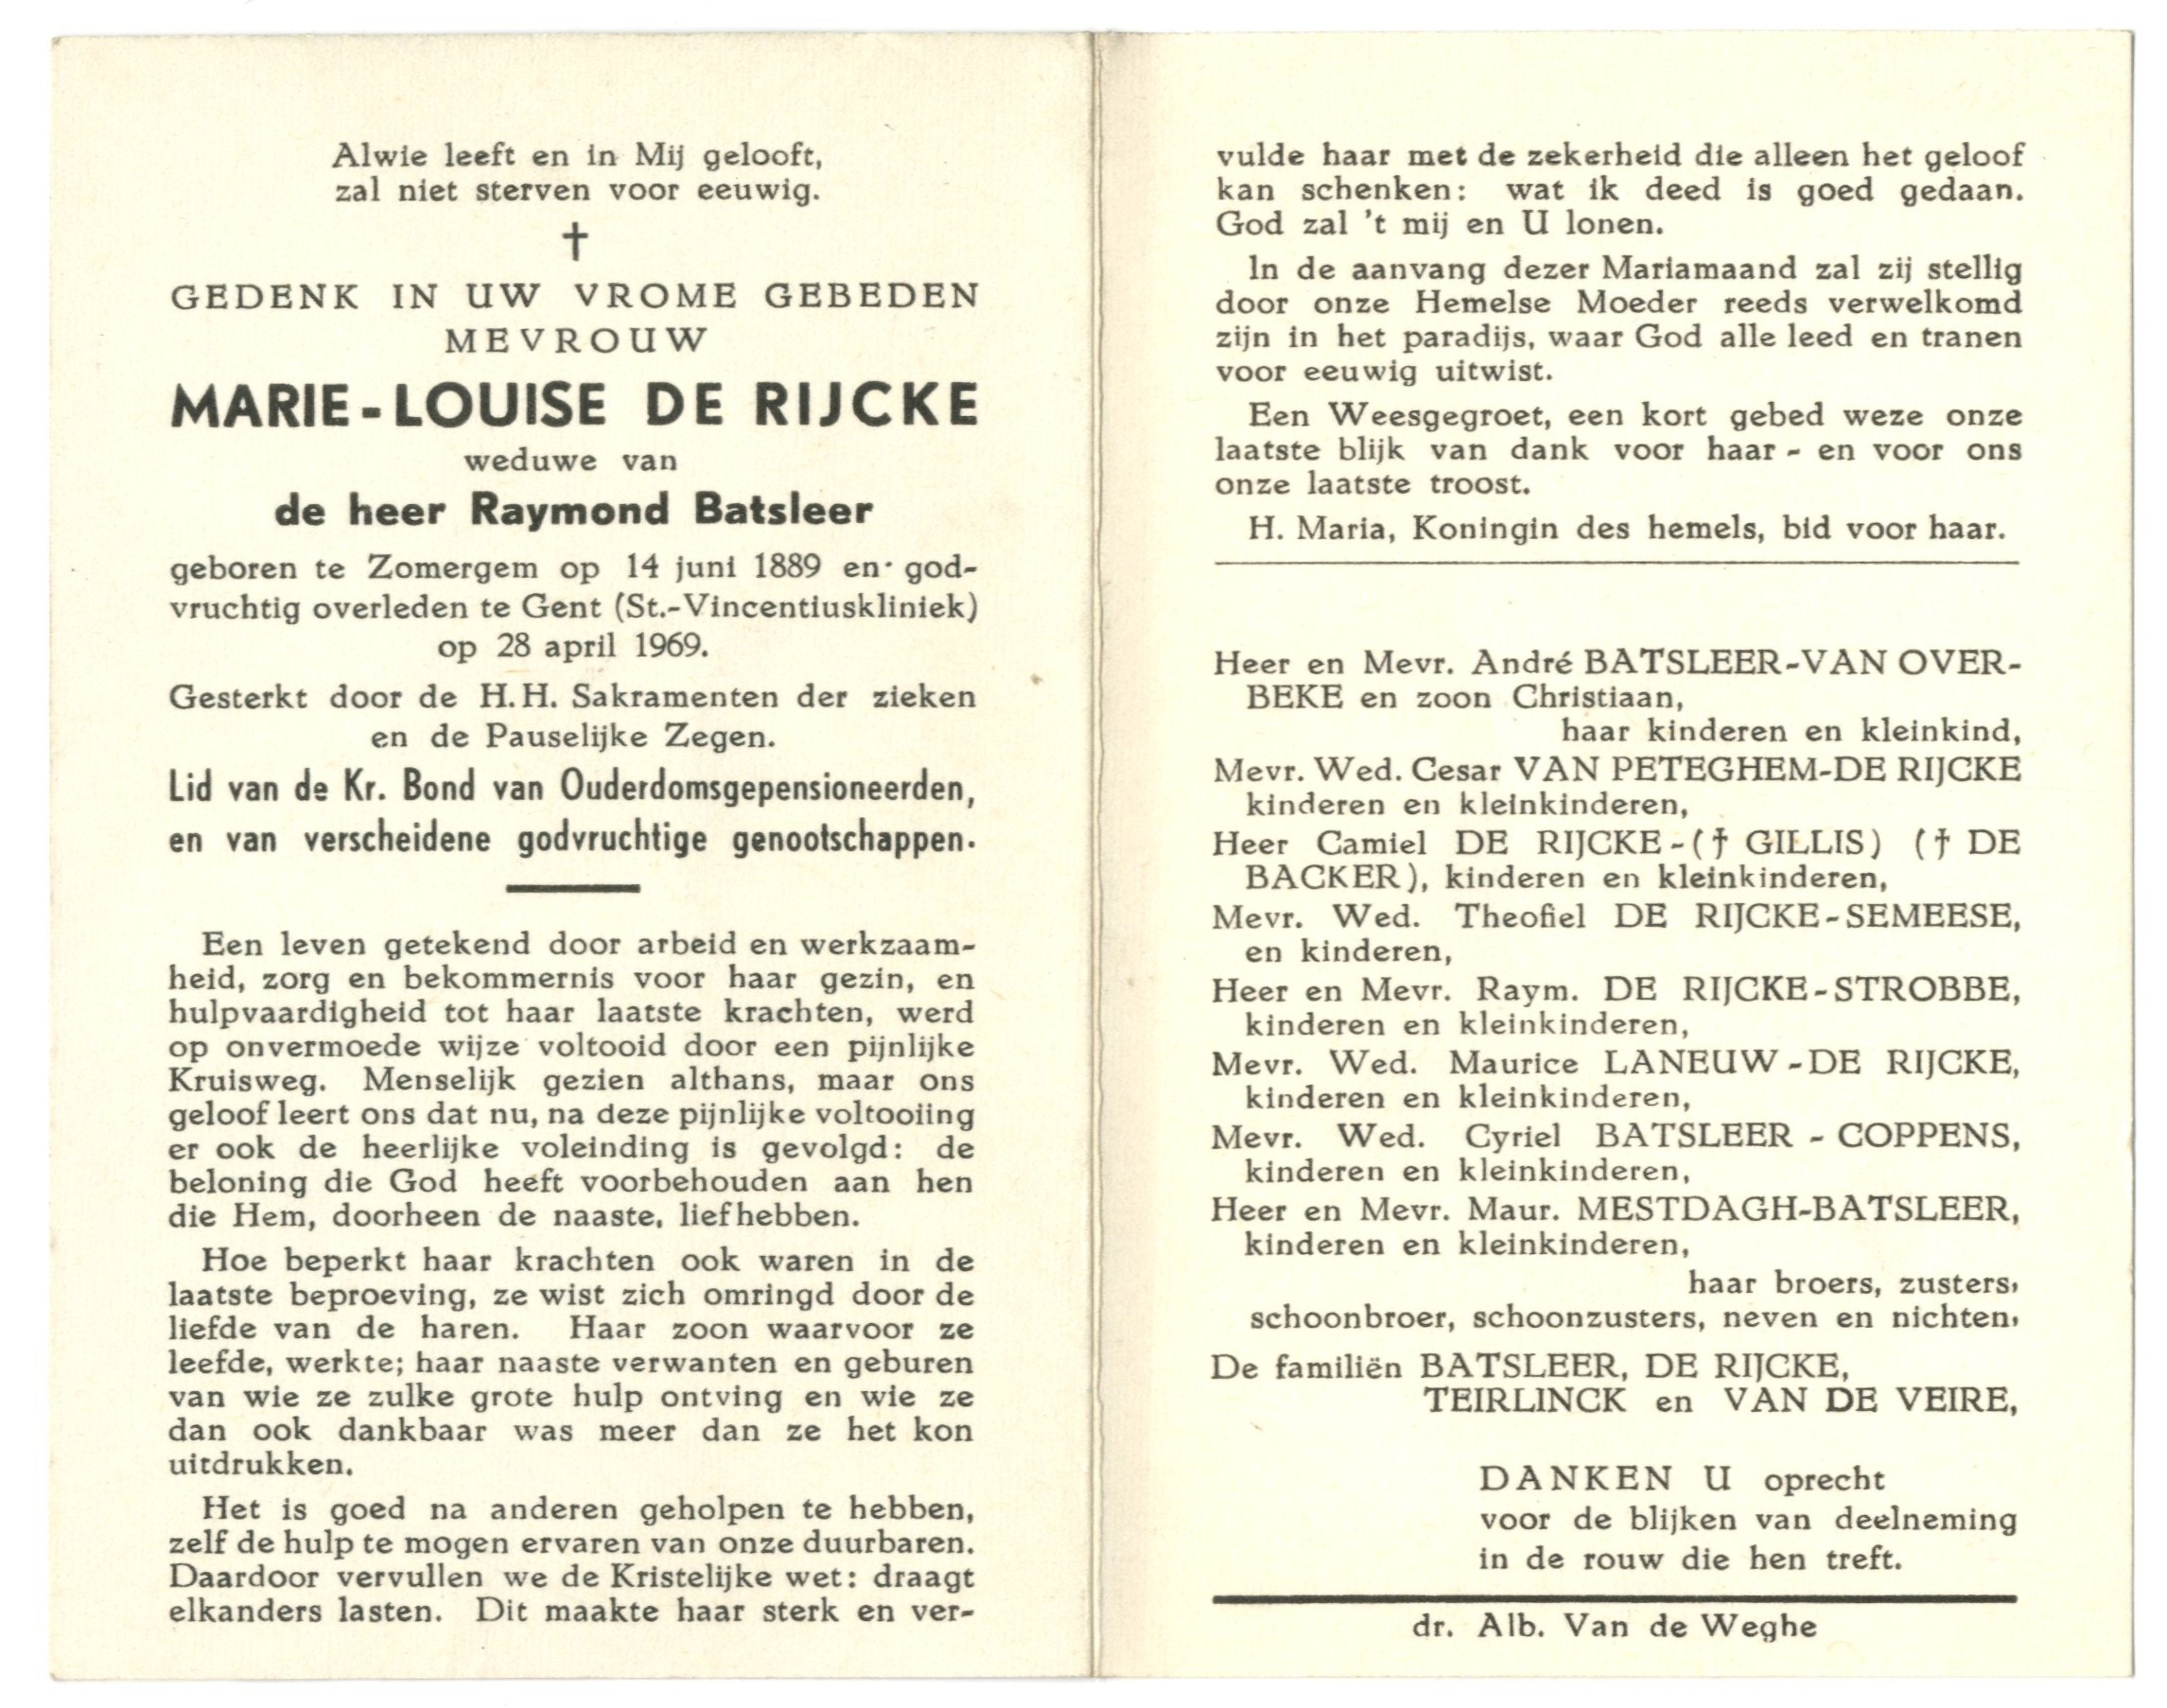 Alwie leeft en in Mij gelooft,
zal niet sterven voor eeuwig.
†
GEDENK IN UW VROME GEBEDEN
MEVROUW
MARIE-LOUISE DE RIJCKE
weduwe van
de heer Raymond Batsleer
geboren te Zomergem op 14 juni 1889 en god-
vruchtig overleden te Gent (St.-Vincentiuskliniek)
op 28 april 1969.
Gesterkt door de H.H. Sakramenten der zieken
en de Pauselijke Zegen.
Lid van de Kr. Bond van Ouderdomsgepensioneerden,
en van verscheidene godvruchtige genootschappen.
Een leven getekend door arbeid en werkzaam-
heid, zorg en bekommernis voor haar gezin, en
hulpvaardigheid tot haar laatste krachten, werd
op onvermoede wijze voltooid door een pijnlijke
Kruisweg. Menselijk gezien althans, maar ons
geloof leert ons dat nu, na deze pijnlijke voltooiing
er ook de heerlijke voleinding is gevolgd: de
beloning die God heeft voorbehouden aan hen
die Hem, doorheen de naaste, liefhebben.
Hoe beperkt haar krachten ook waren in de
laatste beproeving, ze wist zich omringd door de
liefde van de haren. Haar zoon waarvoor ze
leefde, werkte; haar naaste verwanten en geburen
van wie ze zulke grote hulp ontving en wie ze
dan ook dankbaar was meer dan ze het kon
uitdrukken.
Het is goed na anderen geholpen te hebben,
zelf de hulp te mogen ervaren van onze duurbaren.
Daardoor vervullen we de Kristelijke wet: draagt
elkanders lasten. Dit maakte haar sterk en ver-
vulde haar met de zekerheid die alleen het geloof
kan schenken: wat ik deed is goed gedaan.
God zal 't mij en U lonen.
In de aanvang dezer Mariamaand zal zij stellig
door onze Hemelse Moeder reeds verwelkomd
zijn in het paradijs, waar God alle leed en tranen
voor eeuwig uitwist.
Een Weesgegroet, een kort gebed weze onze
laatste blijk van dank voor haar - en voor ons
onze laatste troost.
H. Maria, Koningin des hemels, bid voor haar.
Heer en Mevr. André BATSLEER-VAN OVER-
BEKE en zoon Christiaan,
haar kinderen en kleinkind,
Mevr. Wed. Cesar VAN PETEGHEM-DE RIJCKE
kinderen en kleinkinderen,
Heer Camiel DE RIJCKE-(† GILLIS) († DE
BACKER), kinderen en kleinkinderen,
Mevr. Wed. Theofiel DE RIJCKE-SEMEESE,
en kinderen,
Heer en Mevr. Raym. DE RIJCKE-STROBBE,
kinderen en kleinkinderen,
Mevr. Wed. Maurice LANEUW-DE RIJCKE,
kinderen en kleinkinderen,
Mevr. Wed. Cyriel BATSLEER - COPPENS,
kinderen en kleinkinderen,
Heer en Mevr. Maur. MESTDAGH-BATSLEER,
kinderen en kleinkinderen,
haar broers, zusters,
schoonbroer, schoonzusters, neven en nichten,
De familiën BATSLEER, DE RIJCKE,
TEIRLINCK en VAN DE VEIRE,
DANKEN U oprecht
voor de blijken van deelneming
in de rouw die hen treft.
dr. Alb. Van de Weghe